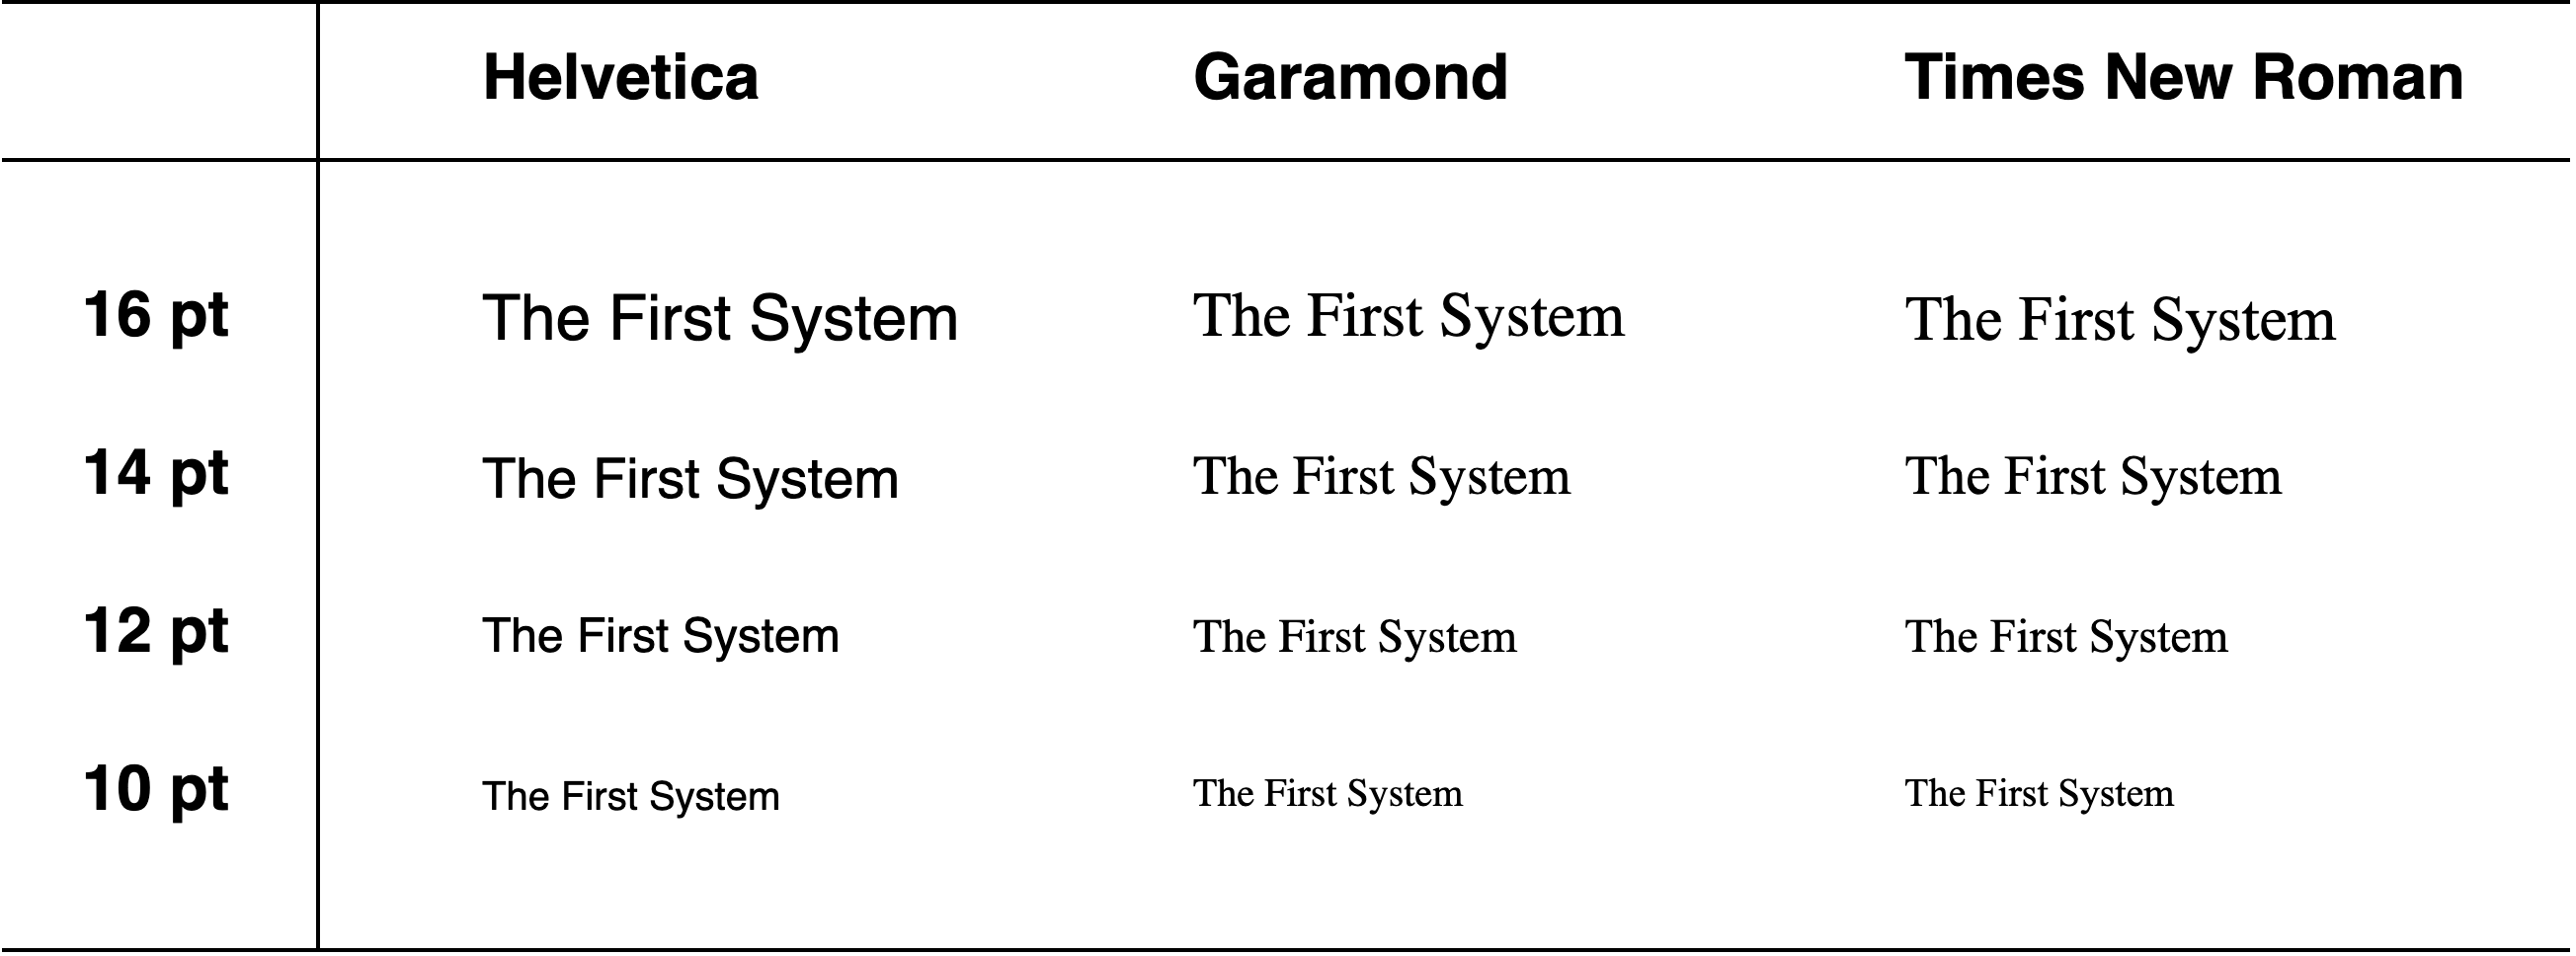 Helvetica Garamond Times New Roman
16 pt The First System The First System The First System
14 pt The First System The First System The First System
12 pt The First System The First System The First System
10 pt The First System The First System The First System